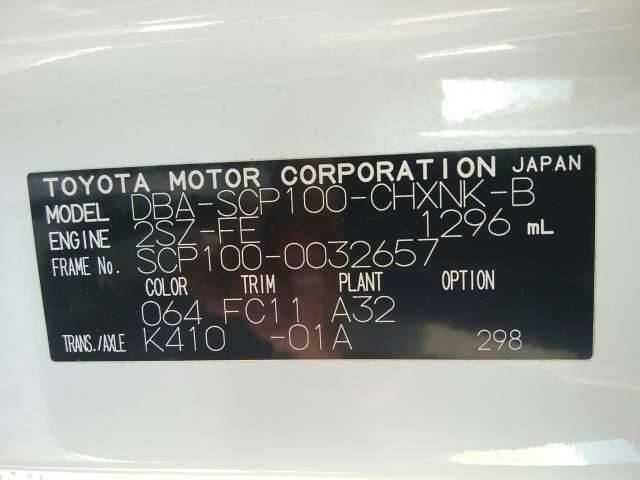 TOYOTA MOTOR CORPORATION JAPAN
MODEL DBA-SCP100-CHXNK-B
ENGINE 2SZ-FE 1296 mL
FRAME No. SCP100-0032657
COLOR TRIM PLANT OPTION
064 FC11 A32
TRANS./AXLE K410 -01A 298